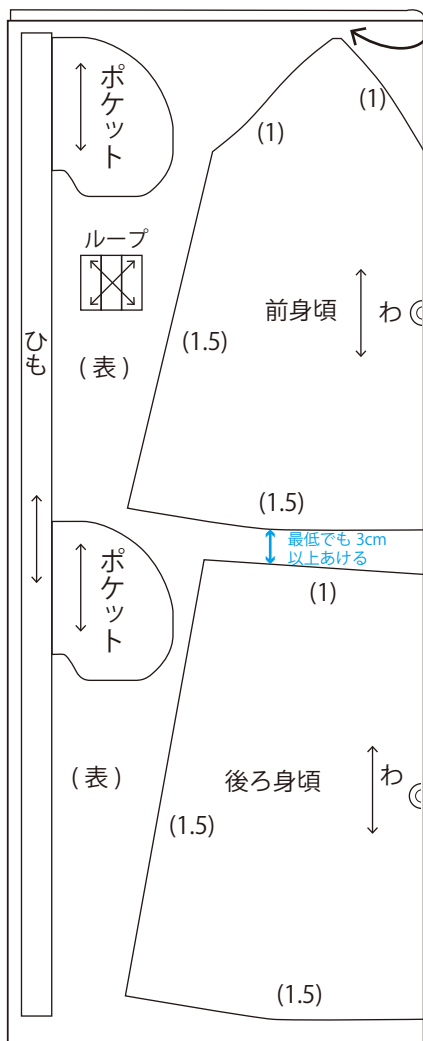 ポケット
(1)
(1)
ループ
前身頃
わ
ひも
(表)
(1.5)
(1.5)
最低でも 3cm
以上あける
(1)
ポケット
(表)
後ろ身頃
わ
(1.5)
(1.5)